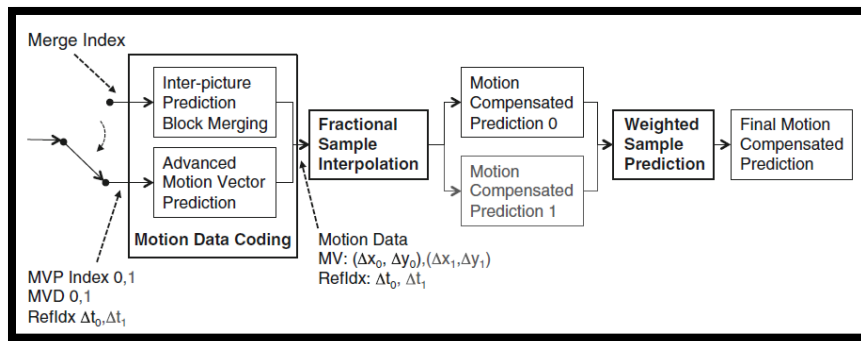 Merge Index
Inter-picture
Prediction
Block Merging
Advanced
Motion Vector
Prediction
Motion Data Coding
MVP Index 0,1
MVD 0,1
RefIdx Δt₀,Δt₁
Fractional
Sample
Interpolation
Motion Data
MV: (Δx₀, Δy₀),(Δx₁,Δy₁)
RefIdx: Δt₀, Δt₁
Motion
Compensated
Prediction 0
Motion
Compensated
Prediction 1
Weighted
Sample
Prediction
Final Motion
Compensated
Prediction